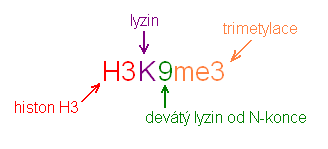 lyzin
trimetylace
H3K9me3
histon H3
devátý lyzin od N-konce